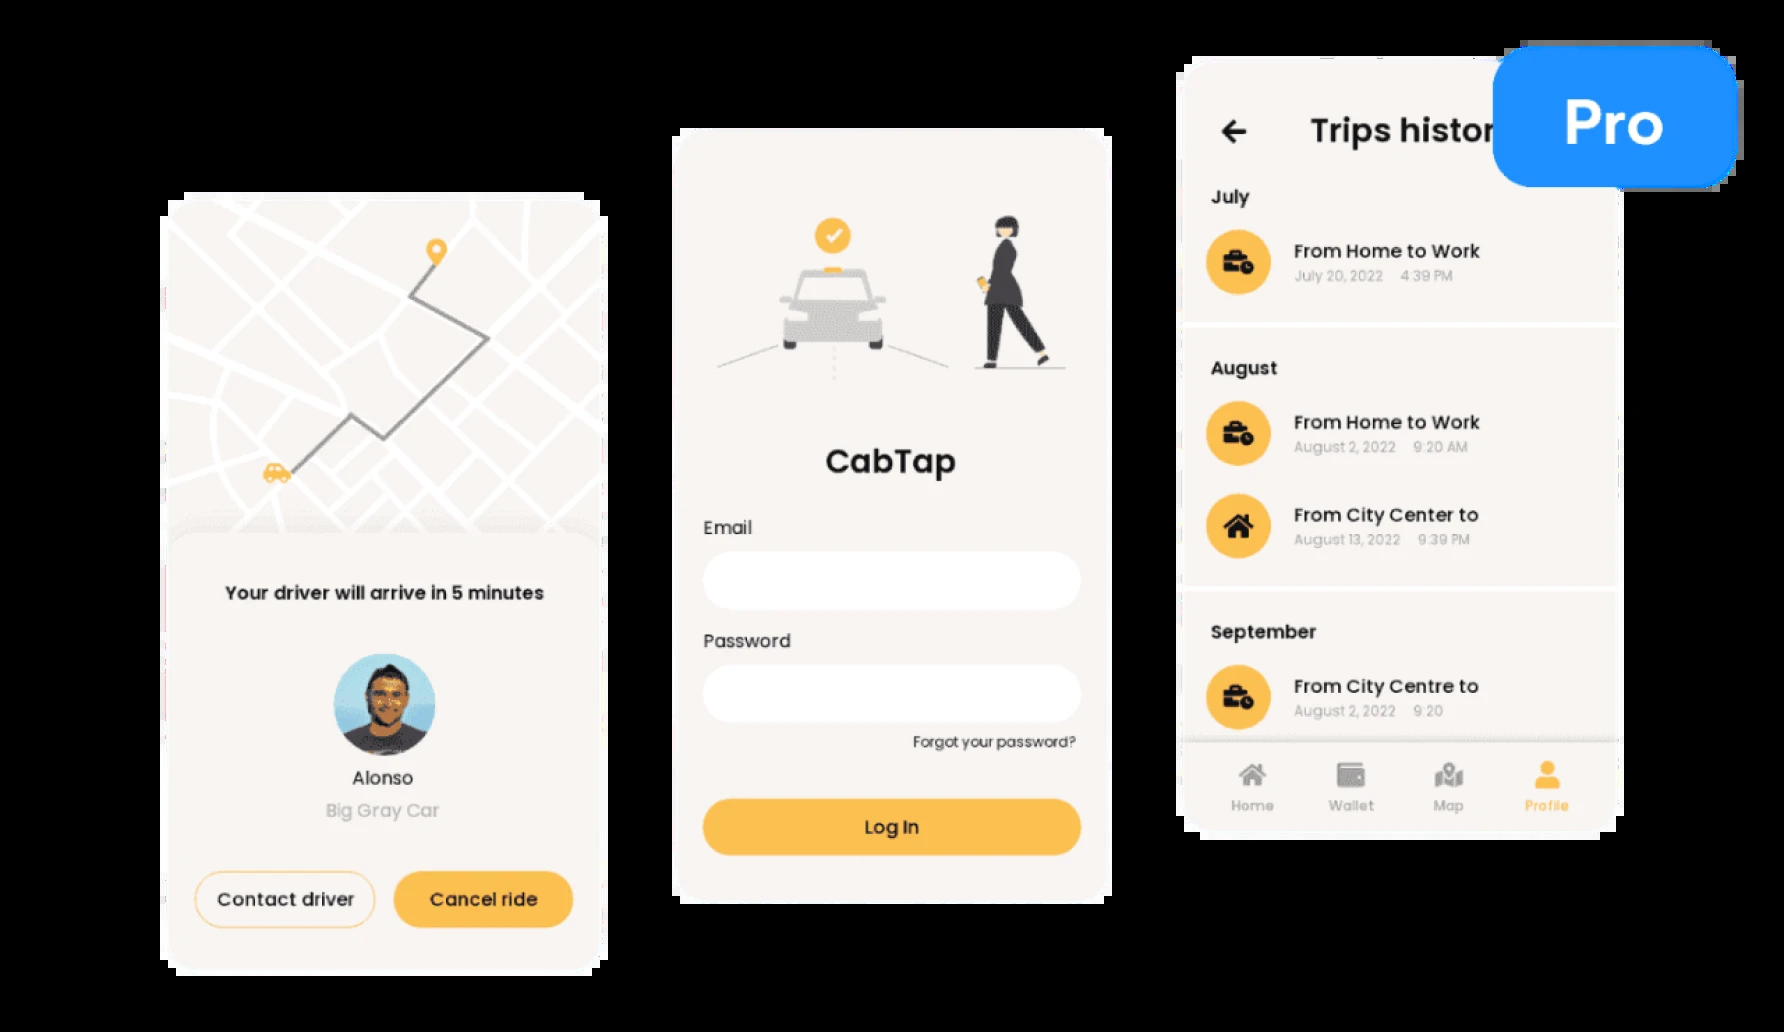 Your driver will arrive in 5 minutes
Alonso
Big Gray Car
Contact driver
Cancel ride
CabTap
Email
Password
Forgot your password?
Log In
Pro
Trips histor
July
From Home to Work
July 20, 2022 4:39 PM
August
From Home to Work
August 2, 2022 9:20 AM
From City Center to
August 13, 2022 9:39 PM
September
From City Centre to
August 2, 2022 9:20
Home
Wallet
Map
Profile